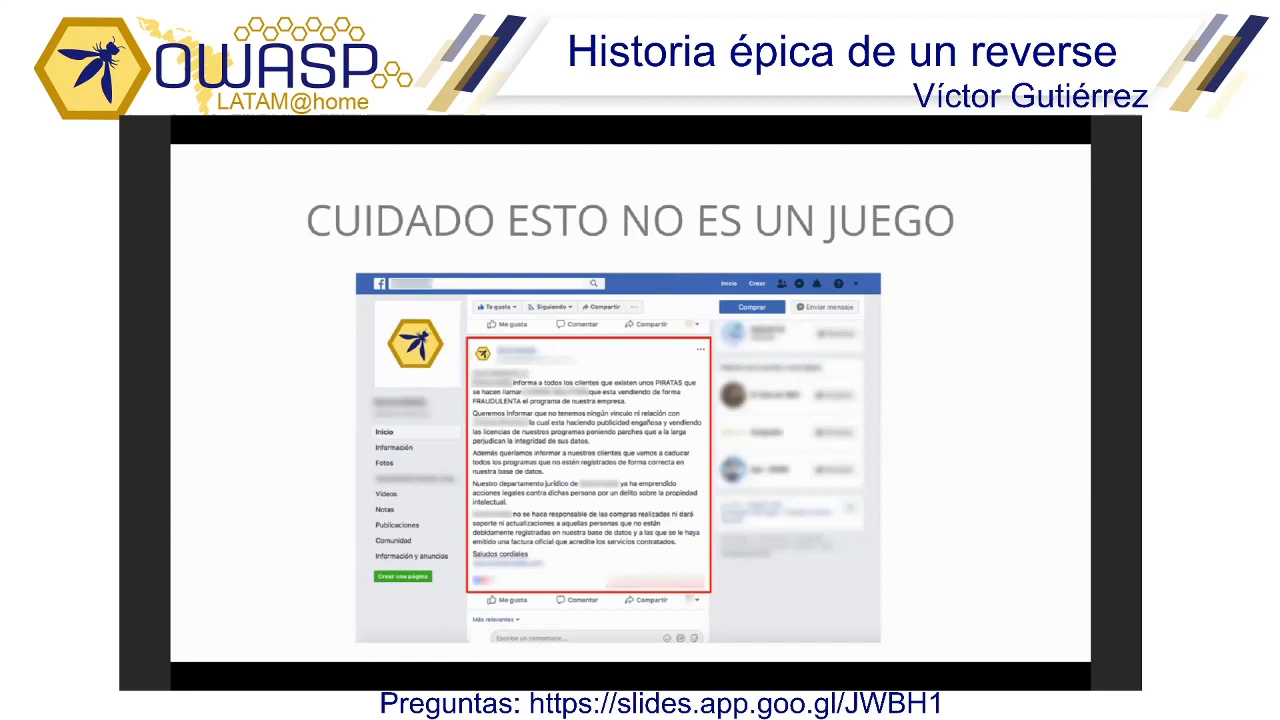 OWASP
LATAM@home
Historia épica de un reverse
Víctor Gutiérrez
CUIDADO ESTO NO ES UN JUEGO
Inicio Crear
Te gusta Siguiendo Compartir ...
Comprar Enviar mensaje
Me gusta Comentar Compartir
informa a todos los clientes que existen unos PIRATAS que
se hacen llamar que esta vendiendo de forma
FRAUDULENTA el programa de nuestra empresa.
Queremos informar que no tenemos ningún vinculo ni relación con
la cual esta haciendo publicidad engañosa y vendiendo
las licencias de nuestros programas poniendo parches que a la larga
perjudican la integridad de sus datos.
Además queríamos informar a nuestros clientes que vamos a caducar
todos los programas que no estén registrados de forma correcta en
nuestra base de datos.
Nuestro departamento jurídico de ya ha emprendido
acciones legales contra dichas persona por un delito sobre la propiedad
intelectual.
no se hace responsable de las compras realizadas ni dará
soporte ni actualizaciones a aquellas personas que no están
debidamente registradas en nuestra base de datos y a las que se le haya
emitido una factura oficial que acredite los servicios contratados.
Saludos cordiales
Me gusta Comentar Compartir
Más relevantes
Escribe un comentario...
Inicio
Información
Fotos
Videos
Notas
Publicaciones
Comunidad
Información y anuncios
Crear una página
Preguntas: https://slides.app.goo.gl/JWBH1